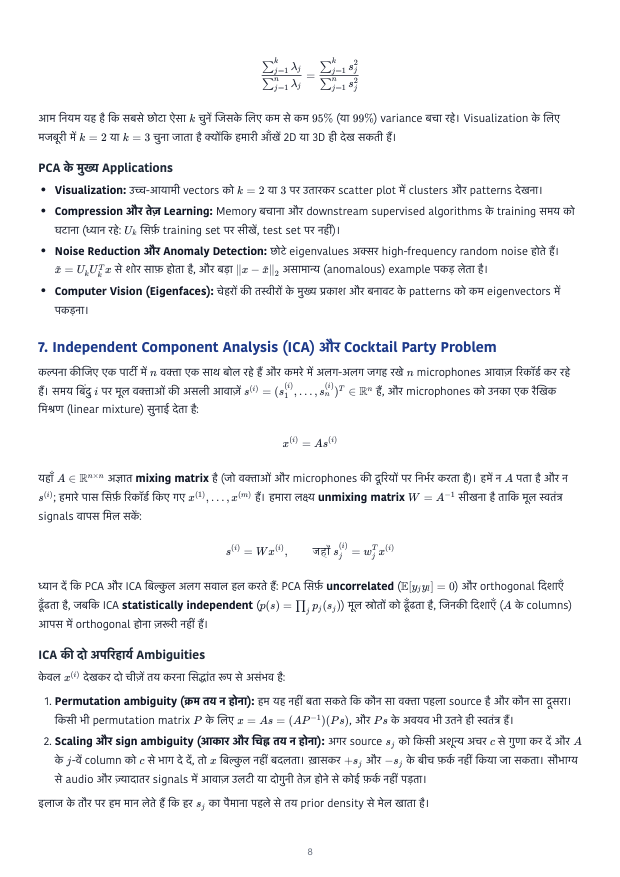 $$\frac{\sum_{j=1}^{k} \lambda_j}{\sum_{j=1}^{n} \lambda_j} = \frac{\sum_{j=1}^{k} s_j^2}{\sum_{j=1}^{n} s_j^2}$$
आम नियम यह है कि सबसे छोटा ऐसा $k$ चुनें जिसके लिए कम से कम 95% (या 99%) variance बचा रहे। Visualization के लिए
मजबूरी में $k = 2$ या $k = 3$ चुना जाता है क्योंकि हमारी आँखें 2D या 3D ही देख सकती हैं।
PCA के मुख्य Applications
• Visualization: उच्च-आयामी vectors को $k = 2$ या 3 पर उतारकर scatter plot में clusters और patterns देखना।
• Compression और तेज़ Learning: Memory बचाना और downstream supervised algorithms के training समय को
घटाना (ध्यान रहे: $U_k$ सिर्फ़ training set पर सीखें, test set पर नहीं)।
• Noise Reduction और Anomaly Detection: छोटे eigenvalues अक्सर high-frequency random noise होते हैं।
$\tilde{x} = U_k U_k^T x$ से शोर साफ़ होता है, और बड़ा $\|x - \tilde{x}\|_2$ असामान्य (anomalous) example पकड़ लेता है।
• Computer Vision (Eigenfaces): चेहरों की तस्वीरों के मुख्य प्रकाश और बनावट के patterns को कम eigenvectors में
पकड़ना।
7. Independent Component Analysis (ICA) और Cocktail Party Problem
कल्पना कीजिए एक पार्टी में $n$ वक्ता एक साथ बोल रहे हैं और कमरे में अलग-अलग जगह रखे $n$ microphones आवाज़ रिकॉर्ड कर रहे
हैं। समय बिंदु $i$ पर मूल वक्ताओं की असली आवाज़ें $s^{(i)} = (s_1^{(i)}, \ldots, s_n^{(i)})^T \in \mathbb{R}^n$ हैं, और microphones को उनका एक रैखिक
मिश्रण (linear mixture) सुनाई देता है:
$$x^{(i)} = As^{(i)}$$
यहाँ $A \in \mathbb{R}^{n \times n}$ अज्ञात mixing matrix है (जो वक्ताओं और microphones की दूरियों पर निर्भर करता है)। हमें न $A$ पता है और न
$s^{(i)}$; हमारे पास सिर्फ़ रिकॉर्ड किए गए $x^{(1)}, \ldots, x^{(m)}$ हैं। हमारा लक्ष्य unmixing matrix $W = A^{-1}$ सीखना है ताकि मूल स्वतंत्र
signals वापस मिल सकें:
$$s^{(i)} = Wx^{(i)}, \qquad \text{जहाँ } s_j^{(i)} = w_j^T x^{(i)}$$
ध्यान दें कि PCA और ICA बिल्कुल अलग सवाल हल करते हैं: PCA सिर्फ़ uncorrelated ($\mathbb{E}[y_j y_l] = 0$) और orthogonal दिशाएँ
ढूँढता है, जबकि ICA statistically independent ($p(s) = \prod_j p_j(s_j)$) मूल स्रोतों को ढूँढता है, जिनकी दिशाएँ ($A$ के columns)
आपस में orthogonal होना ज़रूरी नहीं हैं।
ICA की दो अपरिहार्य Ambiguities
केवल $x^{(i)}$ देखकर दो चीज़ें तय करना सिद्धांत रूप से असंभव है:
1. Permutation ambiguity (क्रम तय न होना): हम यह नहीं बता सकते कि कौन सा वक्ता पहला source है और कौन सा दूसरा।
किसी भी permutation matrix $P$ के लिए $x = As = (AP^{-1})(Ps)$, और $Ps$ के अवयव भी उतने ही स्वतंत्र हैं।
2. Scaling और sign ambiguity (आकार और चिह्न तय न होना): अगर source $s_j$ को किसी अशून्य अचर $c$ से गुणा कर दें और $A$
के $j$-वें column को $c$ से भाग दे दें, तो $x$ बिल्कुल नहीं बदलता। ख़ासकर $+s_j$ और $-s_j$ के बीच फ़र्क नहीं किया जा सकता। सौभाग्य
से audio और ज़्यादातर signals में आवाज़ उलटी या दोगुनी तेज़ होने से कोई फ़र्क नहीं पड़ता।
इलाज के तौर पर हम मान लेते हैं कि हर $s_j$ का पैमाना पहले से तय prior density से मेल खाता है।
8